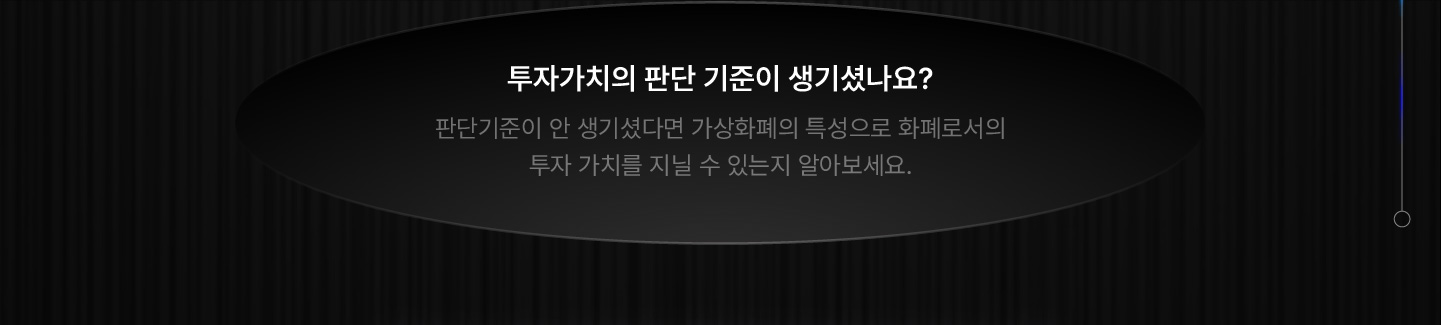 투자가치의 판단 기준이 생기셨나요?
판단기준이 안 생기셨다면 가상화폐의 특성으로 화폐로서의
투자 가치를 지닐 수 있는지 알아보세요.